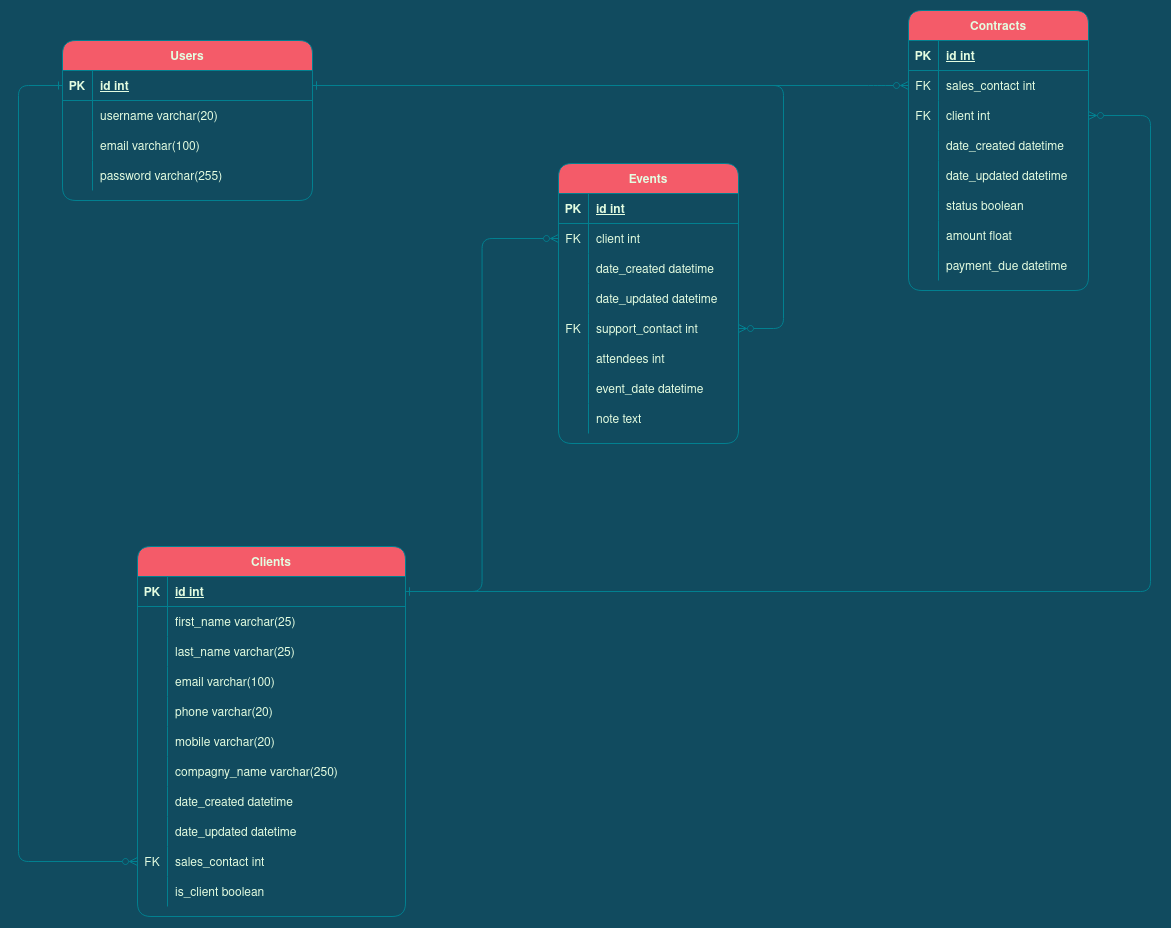 Users
PK id int
username varchar(20)
email varchar(100)
password varchar(255)
Contracts
PK id int
FK sales_contact int
FK client int
date_created datetime
date_updated datetime
status boolean
amount float
payment_due datetime
Events
PK id int
FK client int
date_created datetime
date_updated datetime
FK support_contact int
attendees int
event_date datetime
note text
Clients
PK id int
first_name varchar(25)
last_name varchar(25)
email varchar(100)
phone varchar(20)
mobile varchar(20)
compagny_name varchar(250)
date_created datetime
date_updated datetime
FK sales_contact int
is_client boolean